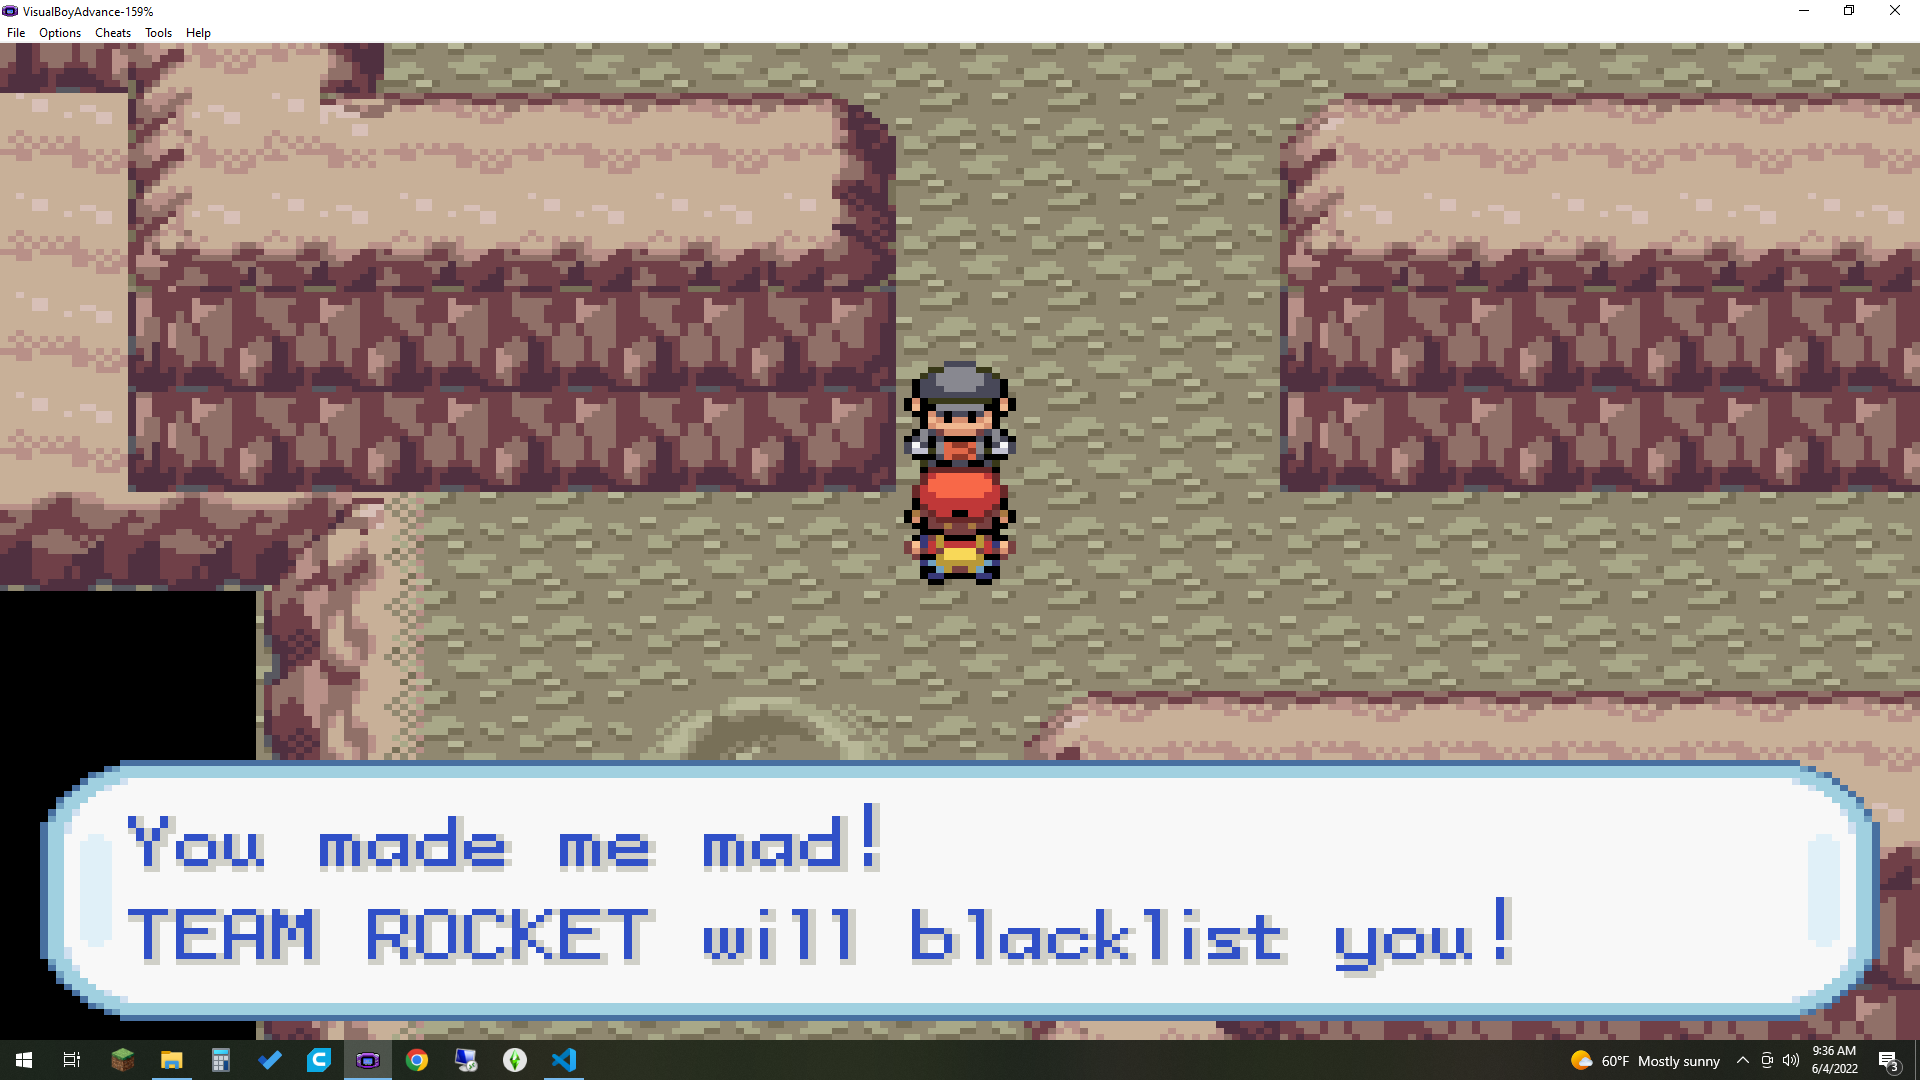 VisualBoyAdvance-159%
File Options Cheats Tools Help
You made me mad!
TEAM ROCKET will blacklist you!
60°F Mostly sunny
9:36 AM
6/4/2022
3